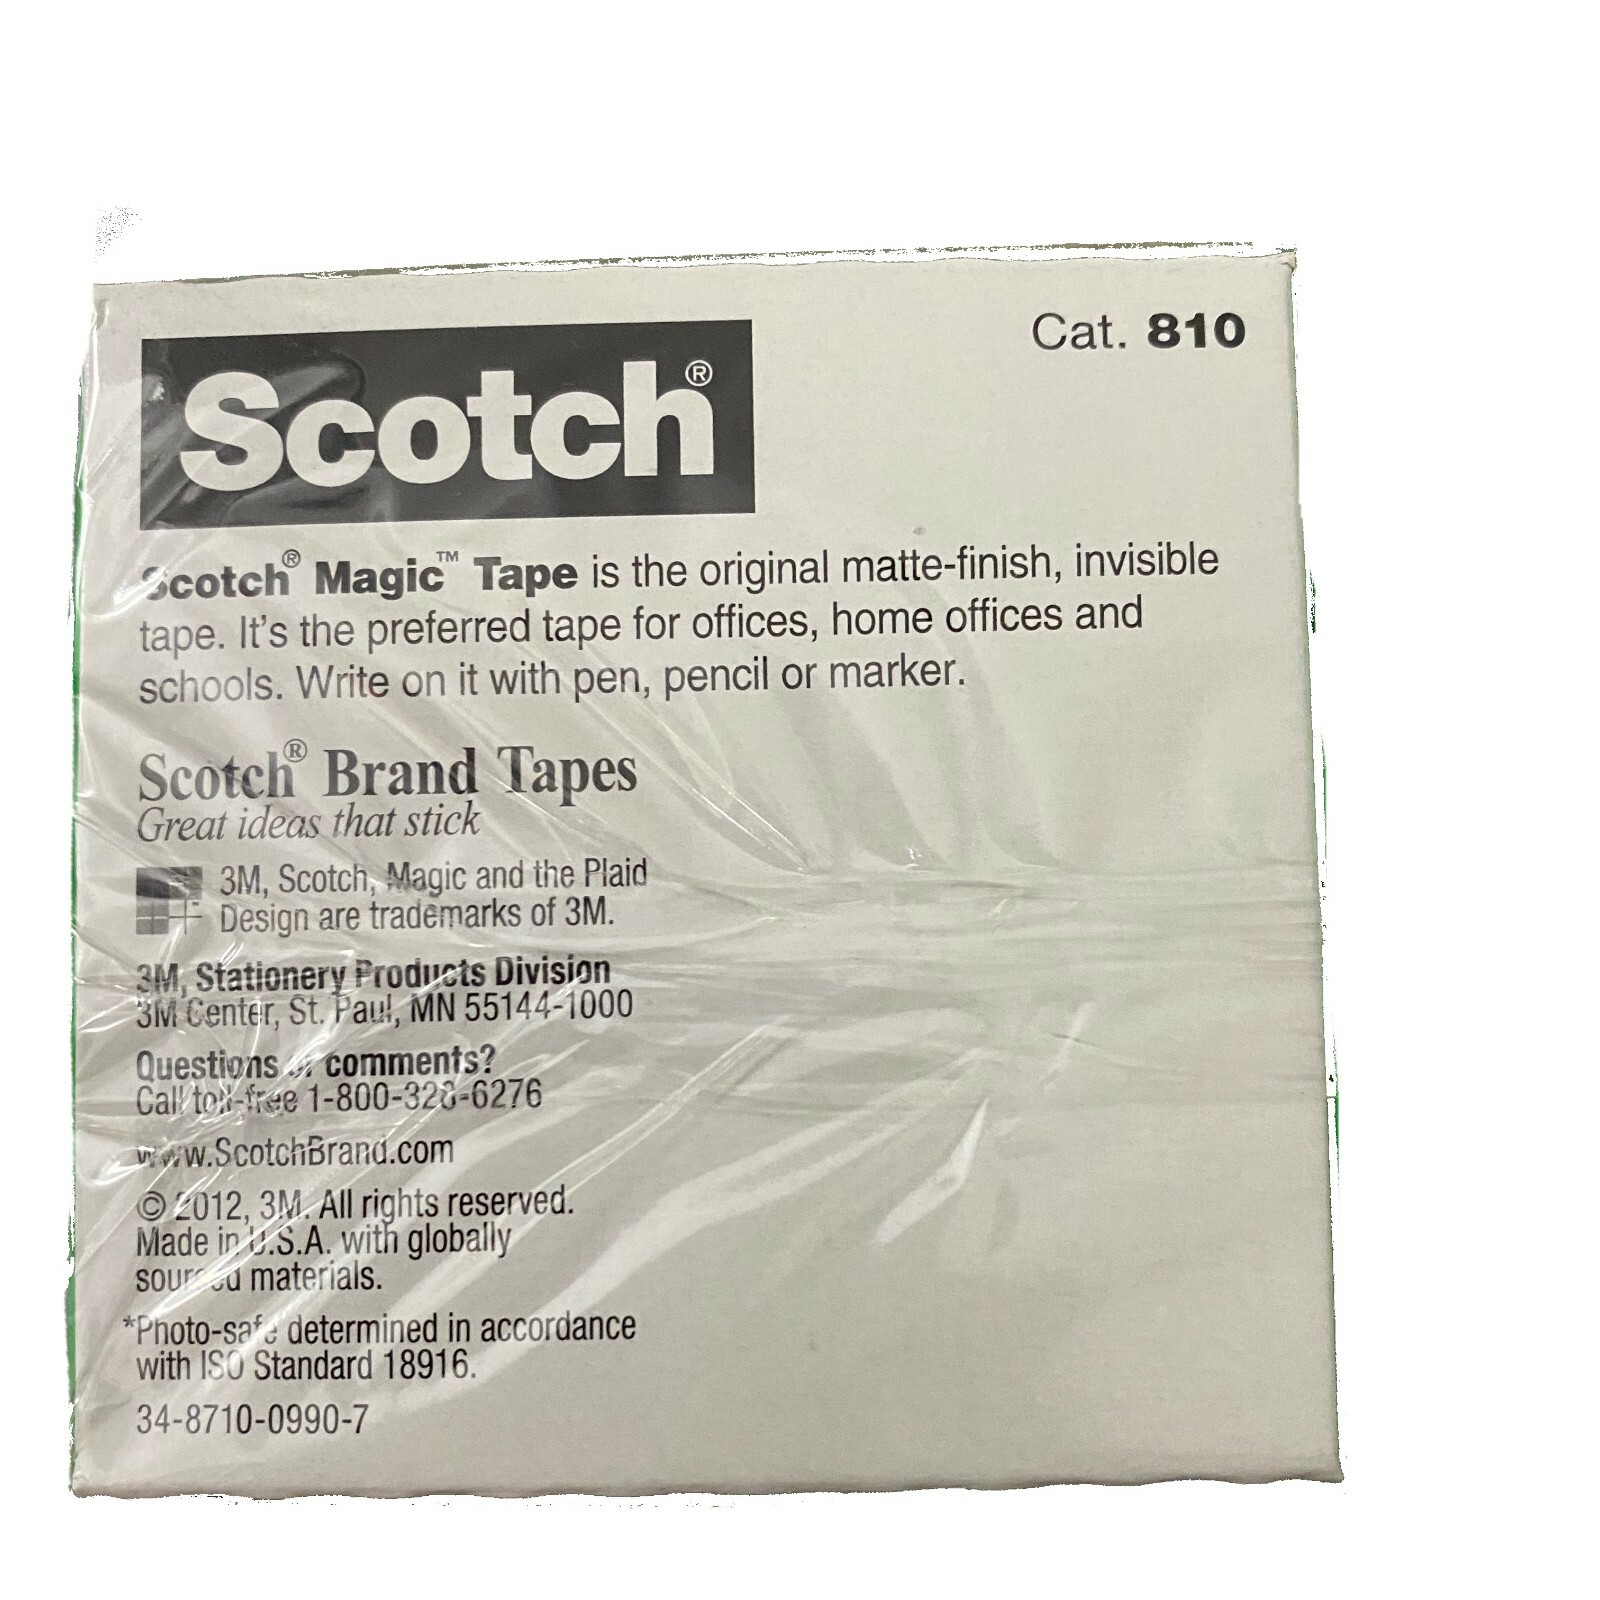 Scotch®
Cat. 810
Scotch® Magic™ Tape is the original matte-finish, invisible
tape. It's the preferred tape for offices, home offices and
schools. Write on it with pen, pencil or marker.
Scotch® Brand Tapes
Great ideas that stick
3M, Scotch, Magic and the Plaid
Design are trademarks of 3M.
3M, Stationery Products Division
3M Center, St. Paul, MN 55144-1000
Questions or comments?
Call toll-free 1-800-328-6276
www.ScotchBrand.com
© 2012, 3M. All rights reserved.
Made in U.S.A. with globally
sourced materials.
*Photo-safe determined in accordance
with ISO Standard 18916.
34-8710-0990-7